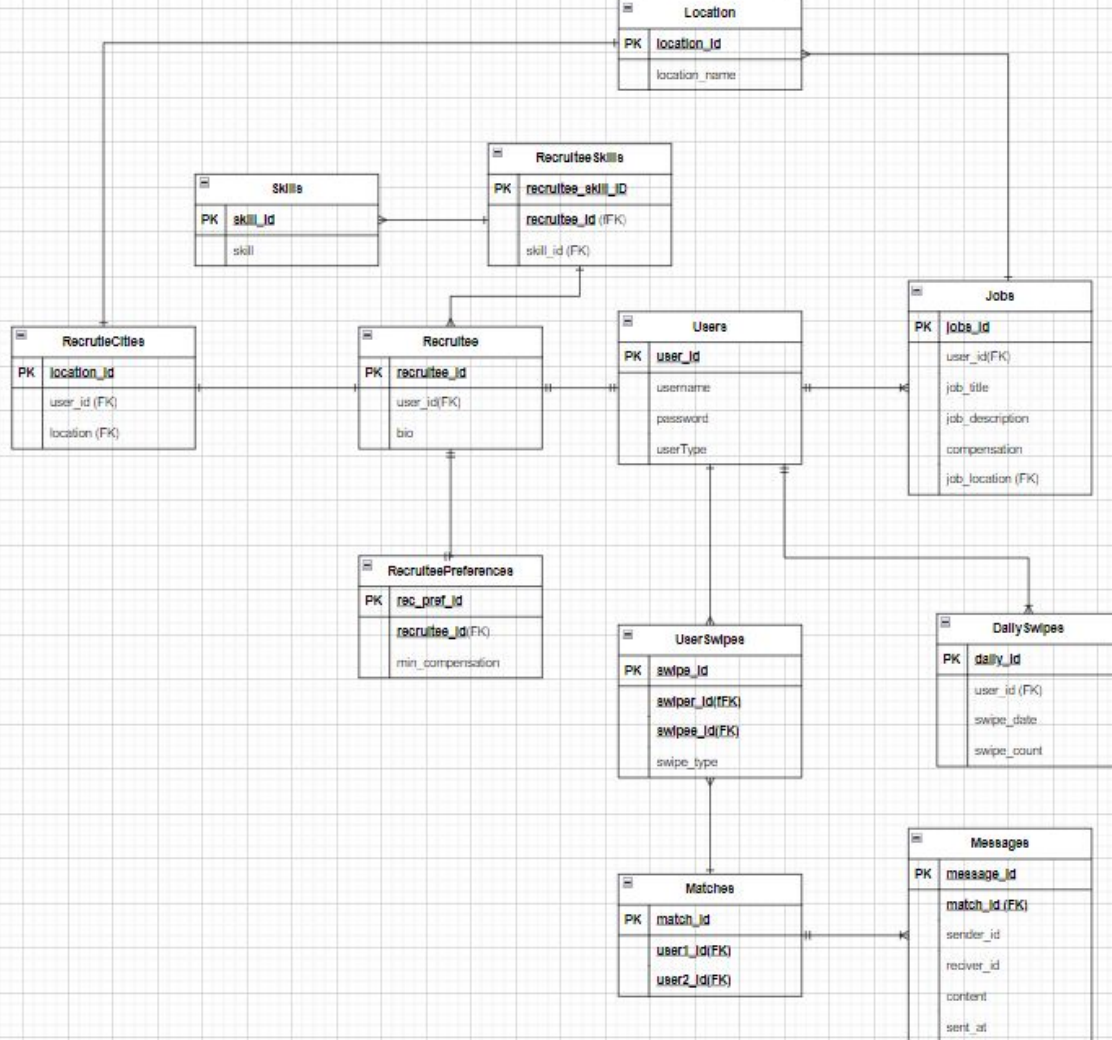 Location
PK location_id
location_name
RecruiteeSkills
PK recruitee_skill_ID
recruitee_id (fFK)
skill_id (FK)
Skills
PK skill_id
skill
RecrutieCities
PK location_id
user_id (FK)
location (FK)
Recruitee
PK recruitee_id
user_id(FK)
bio
Users
PK user_id
username
password
userType
Jobs
PK jobs_id
user_id(FK)
job_title
job_description
compensation
job_location (FK)
RecruiteePreferences
PK rec_pref_id
recruitee_id(FK)
min_compensation
UserSwipes
PK swipe_id
swiper_id(fFK)
swipee_id(FK)
swipe_type
DailySwipes
PK daily_id
user_id (FK)
swipe_date
swipe_count
Matches
PK match_id
user1_id(FK)
user2_id(FK)
Messages
PK message_id
match_id (FK)
sender_id
reciver_id
content
sent_at